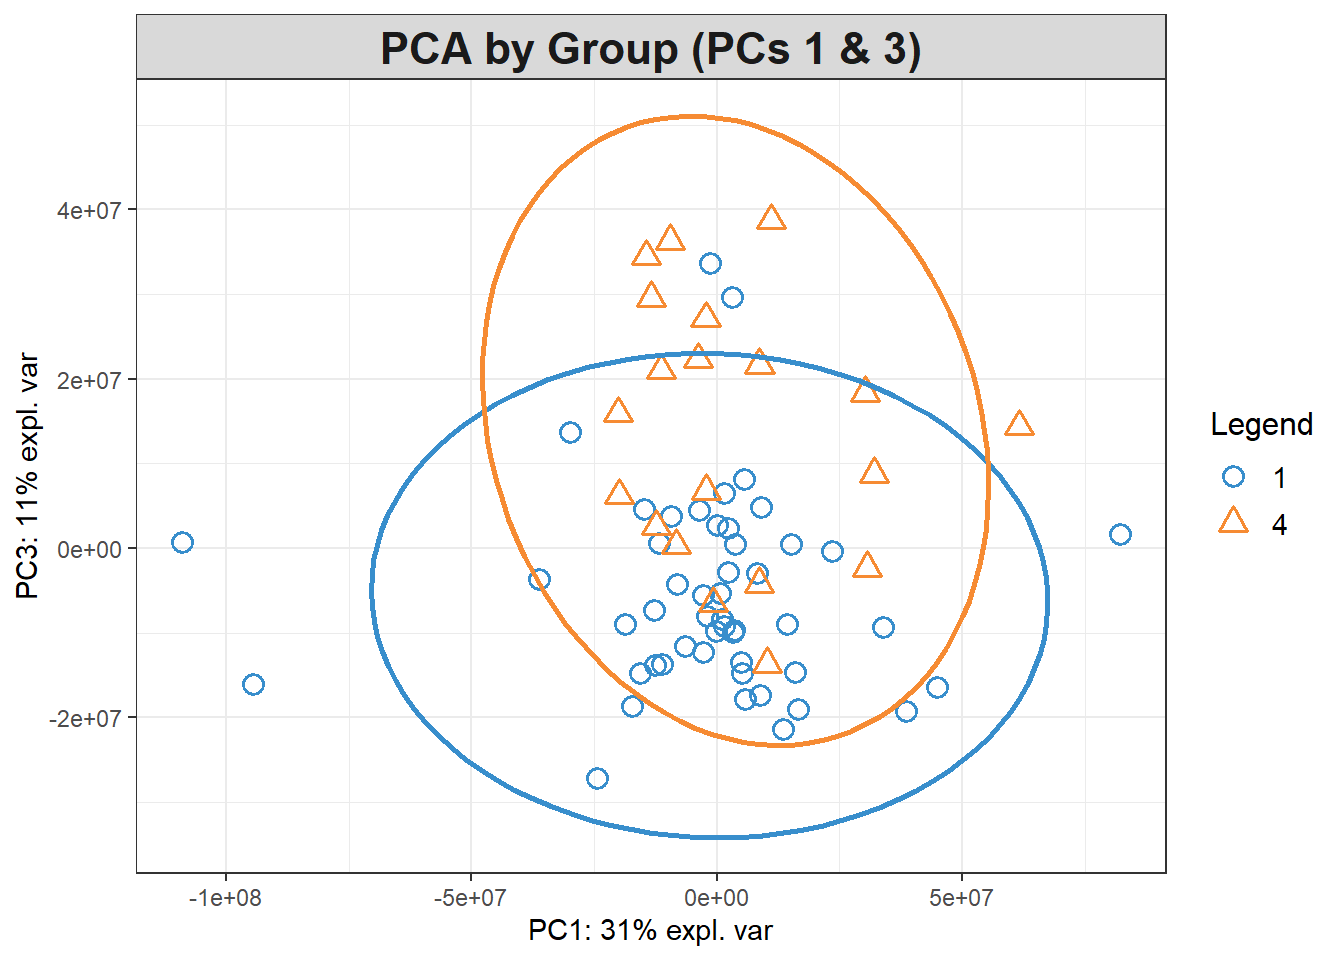 PCA by Group (PCs 1 & 3)
4e+07
2e+07
0e+00
-2e+07
PC3: 11% expl. var
-1e+08
-5e+07
0e+00
5e+07
PC1: 31% expl. var
Legend
1
4